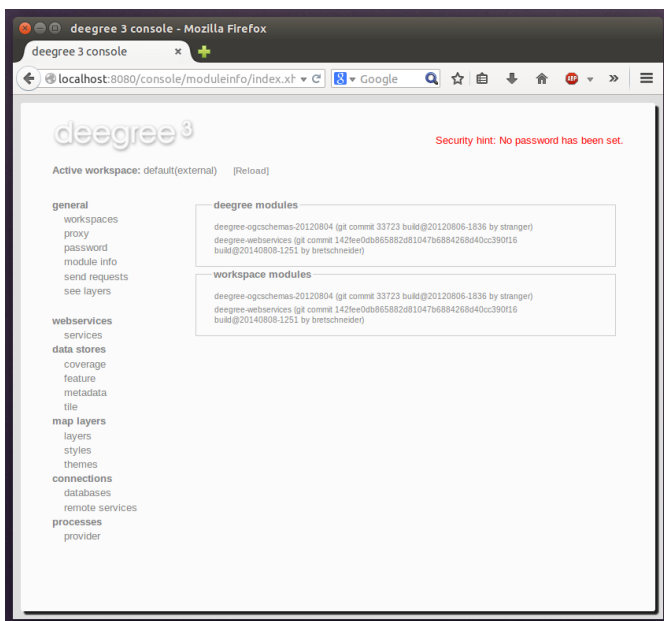 deegree 3 console - Mozilla Firefox
deegree 3 console
localhost:8080/console/moduleinfo/index.xh
Google
ABP
deegree 3
Security hint: No password has been set.
Active workspace: default(external) [Reload]
general
workspaces
proxy
password
module info
send requests
see layers
webservices
services
data stores
coverage
feature
metadata
tile
map layers
layers
styles
themes
connections
databases
remote services
processes
provider
deegree modules
deegree-ogcschemas-20120804 (git commit 33723 build@20120806-1836 by stranger)
deegree-webservices (git commit 142fee0db865882d81047b6884268d40cc390f16
build@20140808-1251 by bretschneider)
workspace modules
deegree-ogcschemas-20120804 (git commit 33723 build@20120806-1836 by stranger)
deegree-webservices (git commit 142fee0db865882d81047b6884268d40cc390f16
build@20140808-1251 by bretschneider)